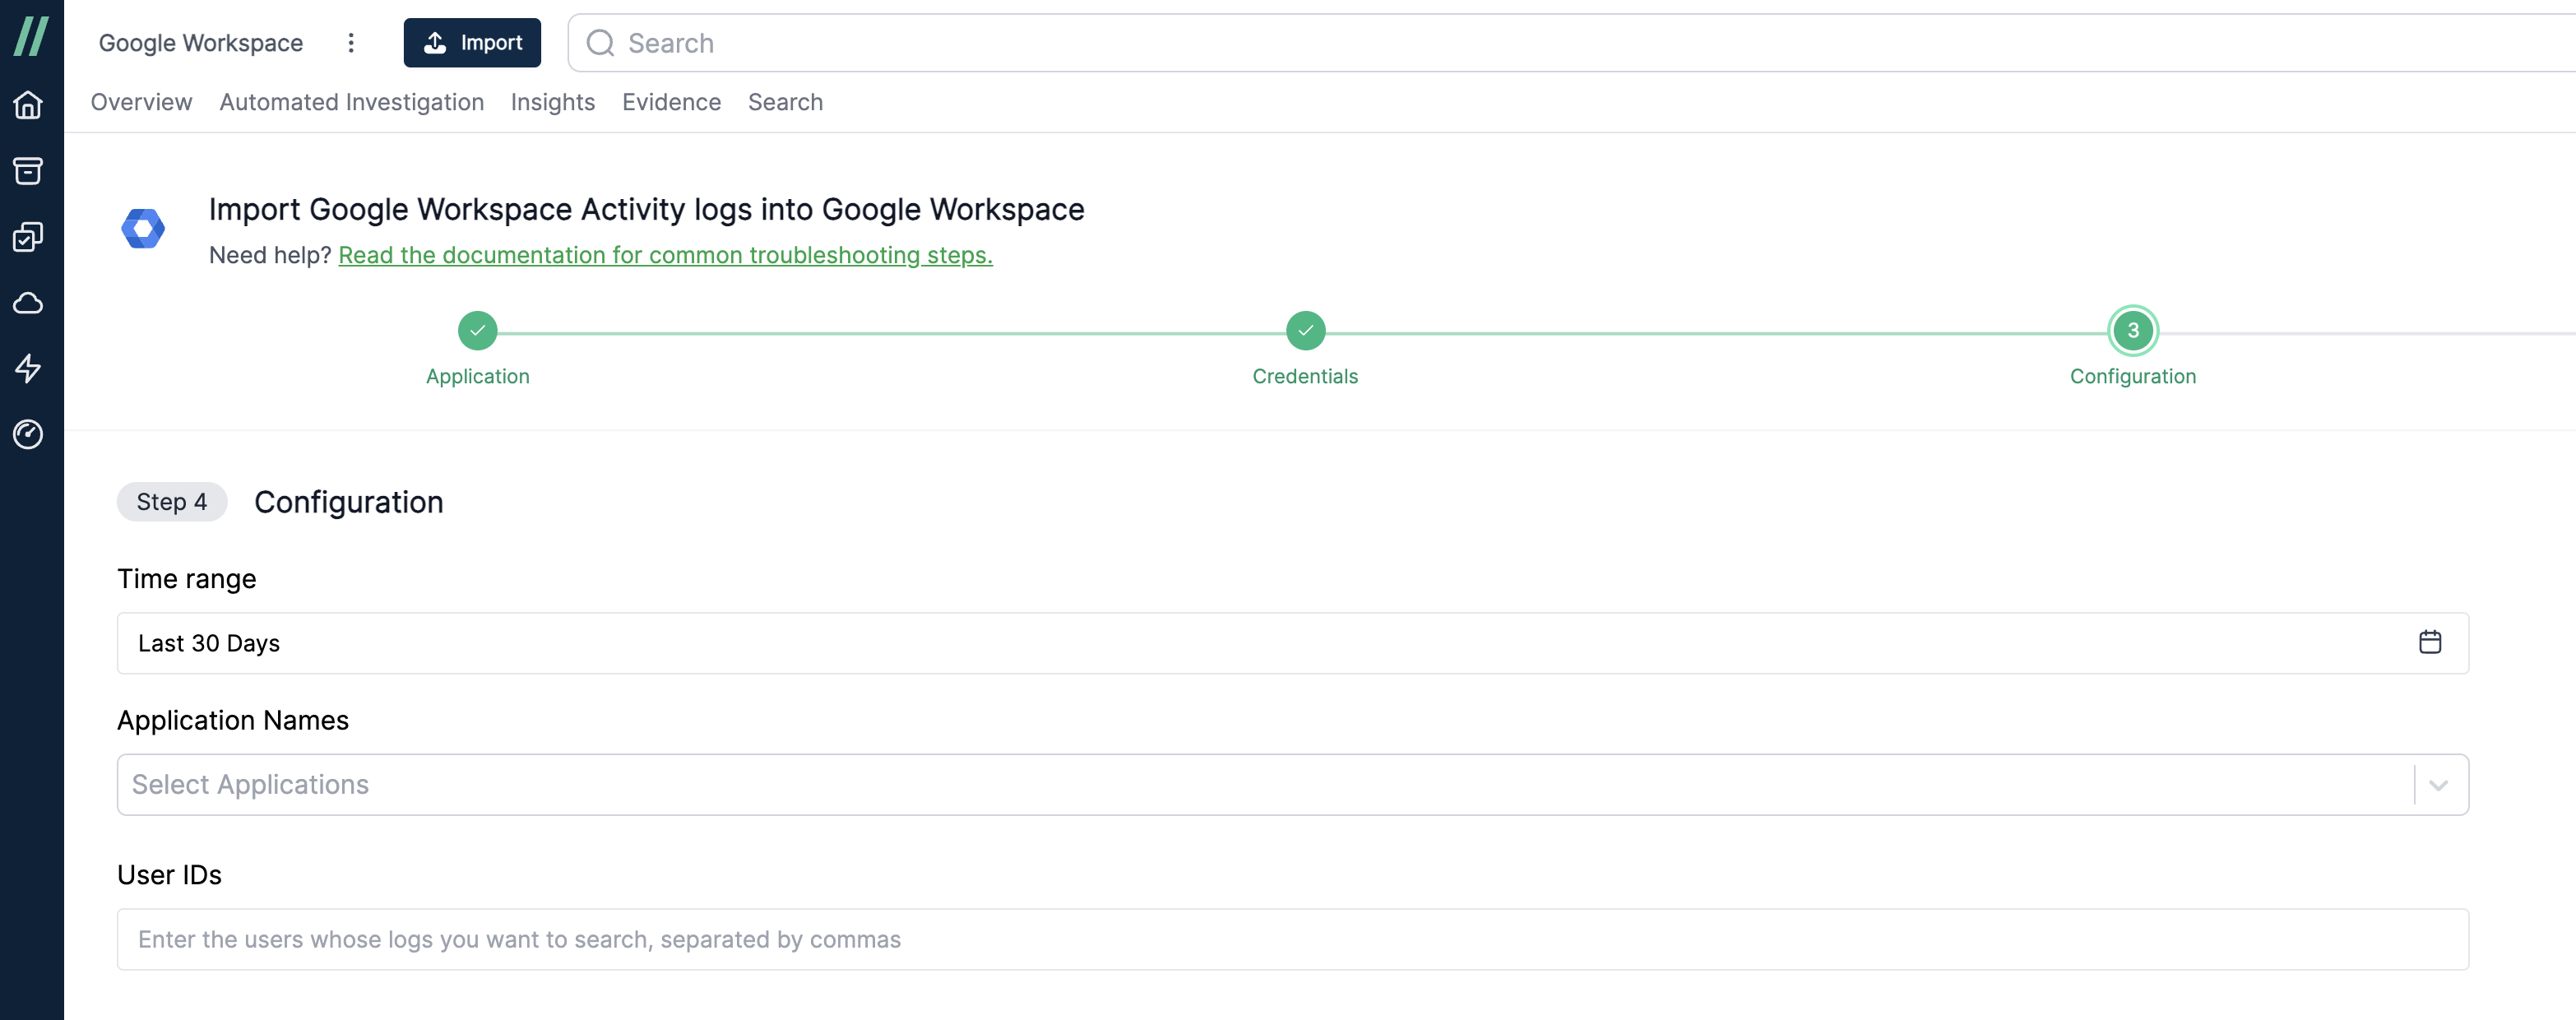 Google Workspace
Import
Search
Overview Automated Investigation Insights Evidence Search
Import Google Workspace Activity logs into Google Workspace
Need help? Read the documentation for common troubleshooting steps.
3
Application Credentials Configuration
Step 4 Configuration
Time range
Last 30 Days
Application Names
Select Applications
User IDs
Enter the users whose logs you want to search, separated by commas